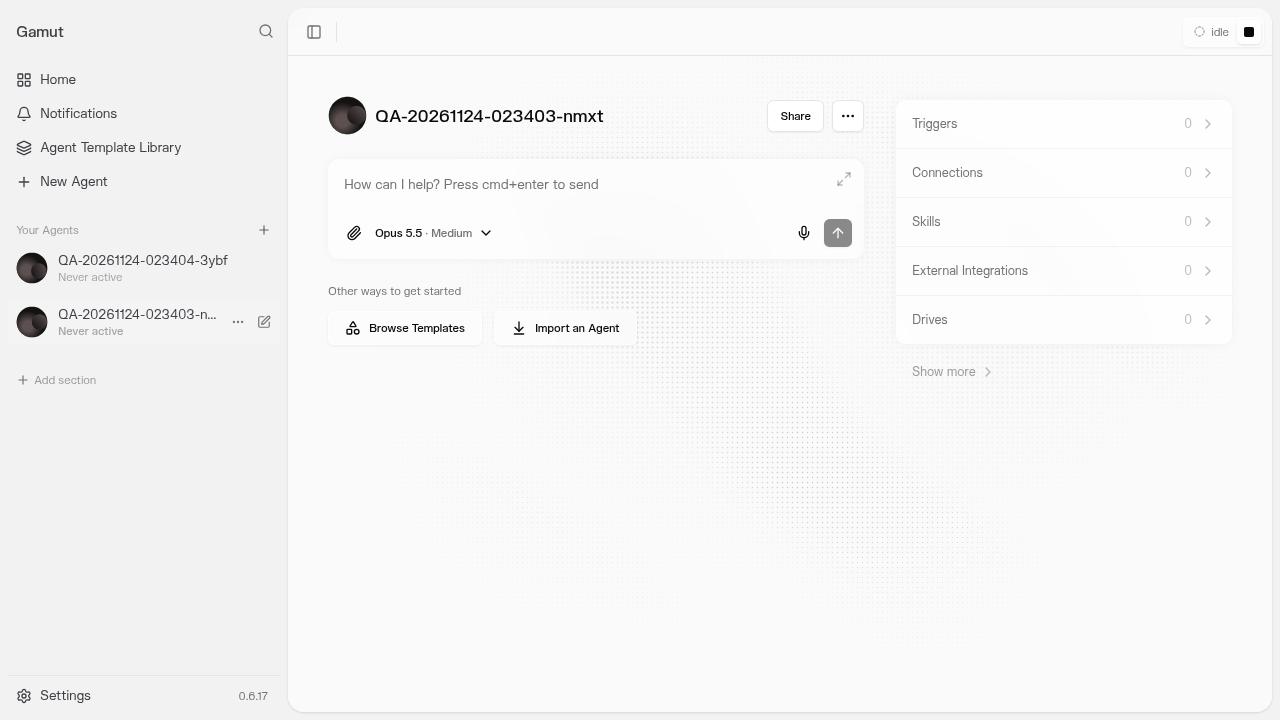 Gamut
Home
Notifications
Agent Template Library
New Agent
Your Agents
QA-20261124-023404-3ybf
Never active
QA-20261124-023403-n...
Never active
Add section
Settings
0.6.17
idle
QA-20261124-023403-nmxt
Share
How can I help? Press cmd+enter to send
Opus 5.5 · Medium
Other ways to get started
Browse Templates
Import an Agent
Triggers 0
Connections 0
Skills 0
External Integrations 0
Drives 0
Show more